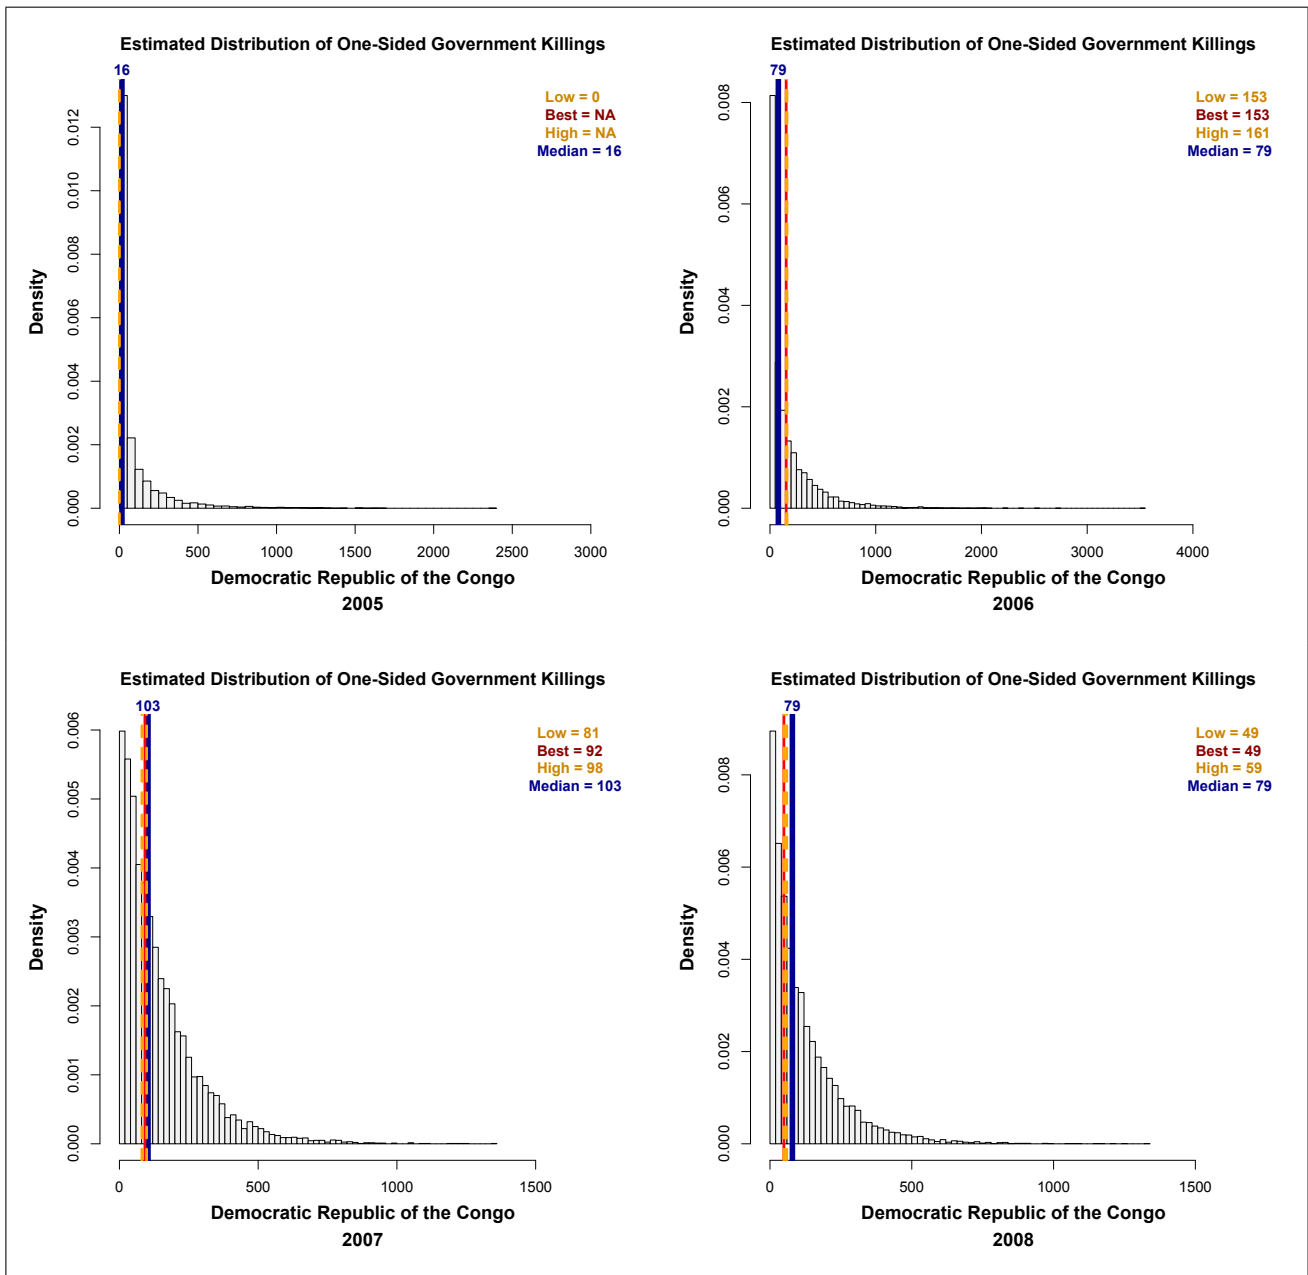 Estimated Distribution of One-Sided Government Killings
16
Low = 0
Best = NA
High = NA
Median = 16
Density
0.000
0.002
0.004
0.006
0.008
0.010
0.012
0 500 1000 1500 2000 2500 3000
Democratic Republic of the Congo
2005
Estimated Distribution of One-Sided Government Killings
79
Low = 153
Best = 153
High = 161
Median = 79
Density
0.000
0.002
0.004
0.006
0.008
0 1000 2000 3000 4000
Democratic Republic of the Congo
2006
Estimated Distribution of One-Sided Government Killings
103
Low = 81
Best = 92
High = 98
Median = 103
Density
0.000
0.001
0.002
0.003
0.004
0.005
0.006
0 500 1000 1500
Democratic Republic of the Congo
2007
Estimated Distribution of One-Sided Government Killings
79
Low = 49
Best = 49
High = 59
Median = 79
Density
0.000
0.002
0.004
0.006
0.008
0 500 1000 1500
Democratic Republic of the Congo
2008